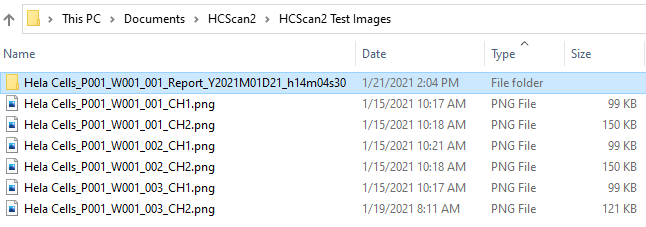 This PC > Documents > HCScan2 > HCScan2 Test Images
Name Date Type Size
Hela Cells_P001_W001_001_Report_Y2021M01D21_h14m04s30 1/21/2021 2:04 PM File folder
Hela Cells_P001_W001_001_CH1.png 1/15/2021 10:17 AM PNG File 99 KB
Hela Cells_P001_W001_001_CH2.png 1/15/2021 10:18 AM PNG File 150 KB
Hela Cells_P001_W001_002_CH1.png 1/15/2021 10:21 AM PNG File 99 KB
Hela Cells_P001_W001_002_CH2.png 1/15/2021 10:18 AM PNG File 150 KB
Hela Cells_P001_W001_003_CH1.png 1/15/2021 10:17 AM PNG File 99 KB
Hela Cells_P001_W001_003_CH2.png 1/19/2021 8:11 AM PNG File 121 KB